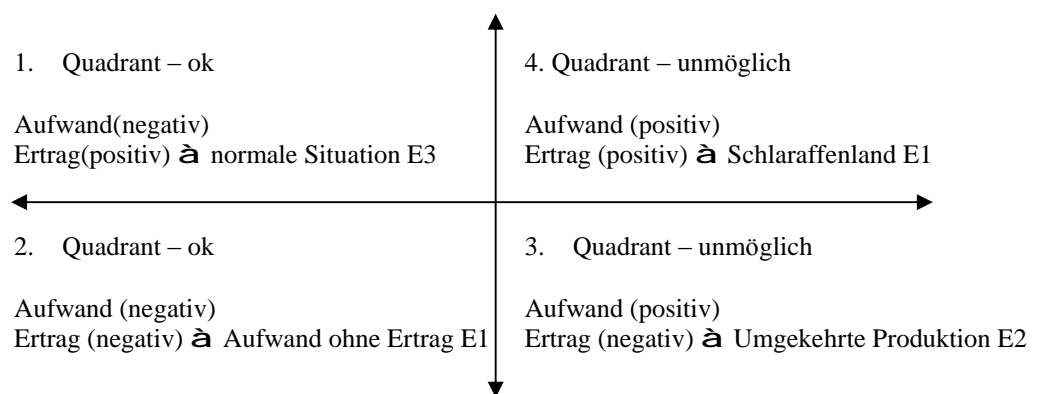 1. Quadrant – ok
Aufwand(negativ)
Ertrag(positiv) à normale Situation E3
4. Quadrant – unmöglich
Aufwand (positiv)
Ertrag (positiv) à Schlaraffenland E1
2. Quadrant – ok
Aufwand (negativ)
Ertrag (negativ) à Aufwand ohne Ertrag E1
3. Quadrant – unmöglich
Aufwand (positiv)
Ertrag (negativ) à Umgekehrte Produktion E2